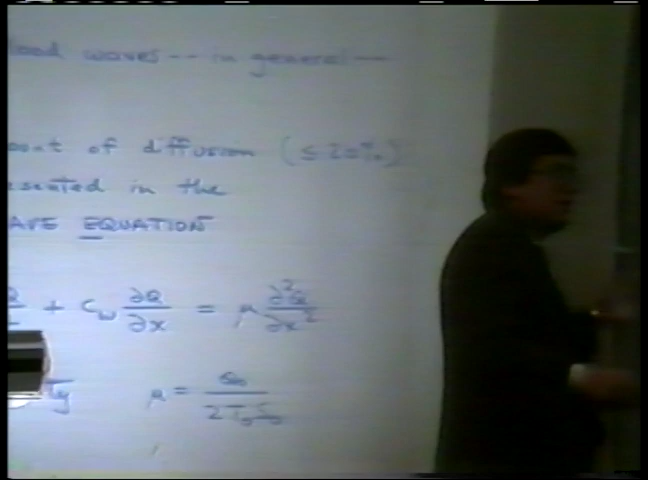 lood waves -- in general --
ount of diffusion (≤ 20%)
esented in the
AVE EQUATION
+ c_w ∂Q/∂x = μ ∂²Q/∂x²
μ = Q₀ / 2 T₀ S₀